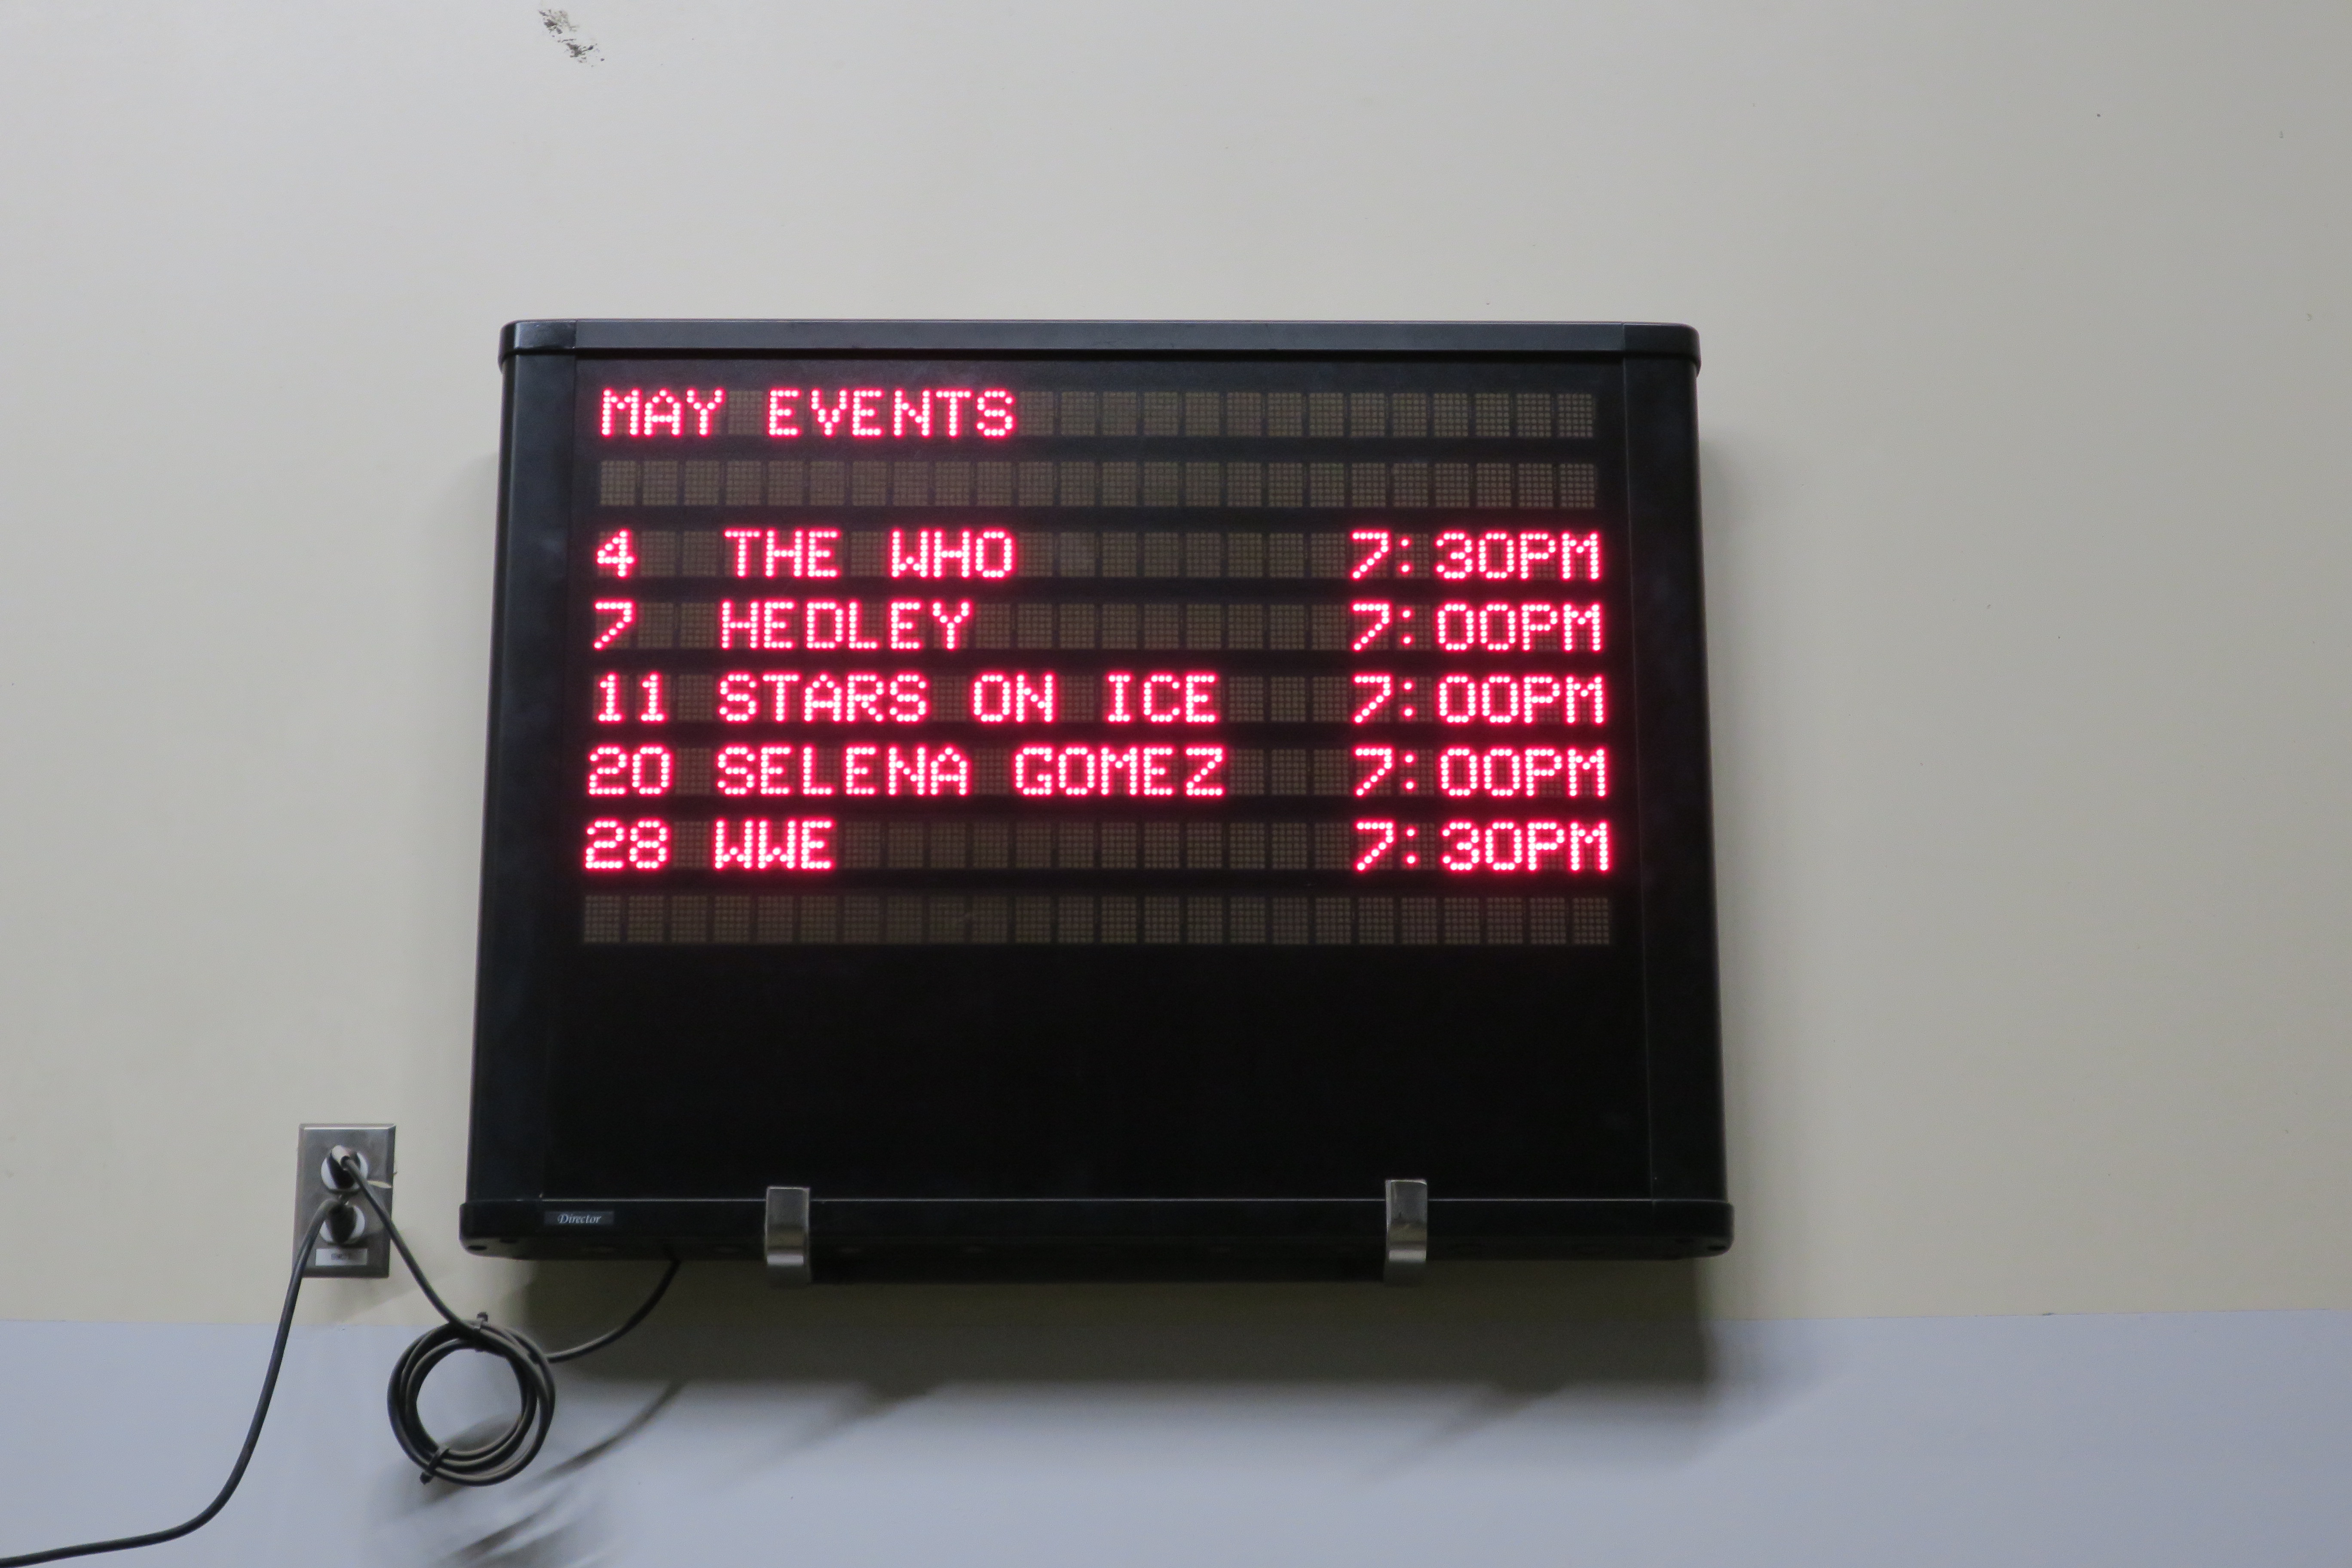 MAY EVENTS
4 THE WHO 7:30PM
7 HEDLEY 7:00PM
11 STARS ON ICE 7:00PM
20 SELENA GOMEZ 7:00PM
28 WWE 7:30PM
Director